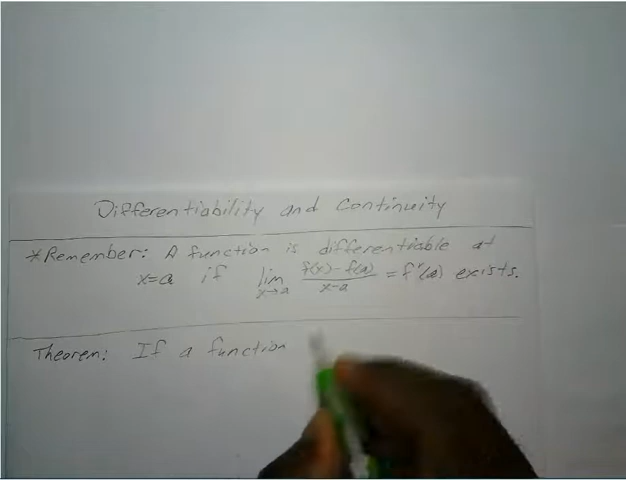 Differentiability and Continuity
*Remember: A function is differentiable at
x=a if lim x→a f(x)-f(a)/x-a = f'(a) exists.
Theorem: If a function